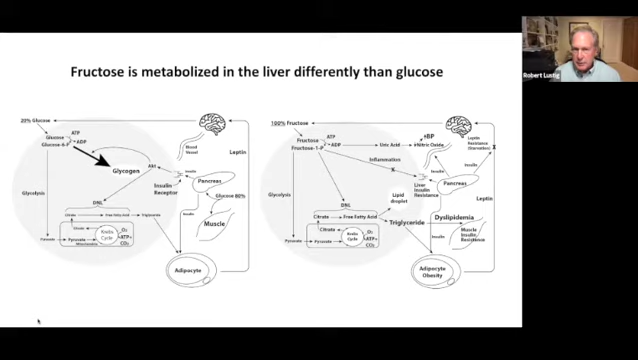 Fructose is metabolized in the liver differently than glucose
Robert Lustig
20% Glucose
Glucose
ATP
ADP
Glucose-6-P
Glycogen
Glycolysis
DNL
Citrate
Free Fatty Acid
Triglyceride
Citrate
Krebs
Cycle
O₂
ATP
CO₂
Pyruvate
Pyruvate
Mitochondria
Insulin
Receptor
Insulin
Blood
Vessel
Leptin
Pancreas
Glucose 80%
Insulin
Muscle
Adipocyte
100% Fructose
Fructose
ATP
ADP
Fructose-1-P
Uric Acid
Nitric Oxide
BP
Leptin
Resistance
(Starvation)
Inflammation
Insulin
Liver
Insulin
Resistance
Pancreas
Insulin
Leptin
Glycolysis
Lipid
droplet
DNL
Citrate
Free Fatty Acid
Triglyceride
Dyslipidemia
Citrate
Krebs
Cycle
O₂
ATP
CO₂
Pyruvate
Pyruvate
Insulin
Muscle
Insulin
Resistance
Adipocyte
Obesity